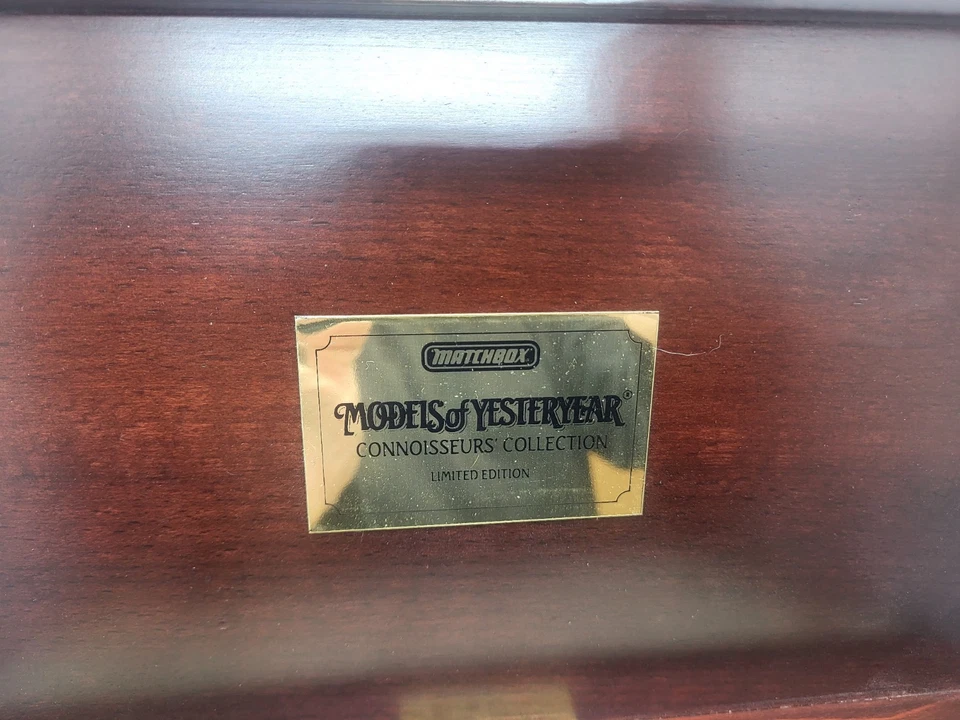 MATCHBOX
MODELS of YESTERYEAR®
CONNOISSEURS' COLLECTION
LIMITED EDITION